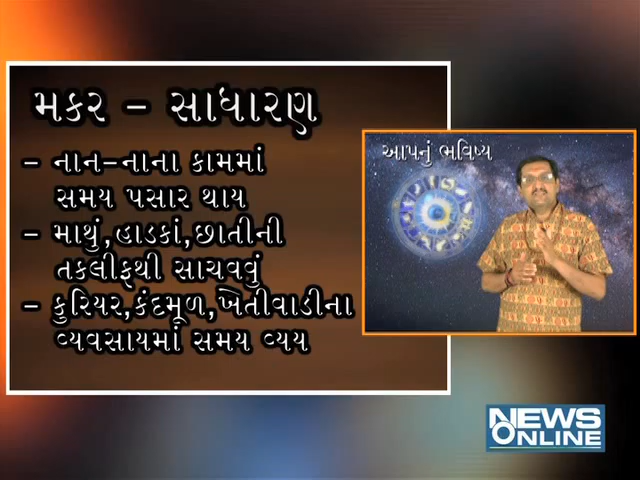 મકર - સાધારણ
- નાન-નાના કામમાં
સમય પસાર થાય
- માથું,હાડકાં,છાતીની
તકલીફથી સાચવવું
- કુરિયર,કંદમૂળ,ખેતીવાડીના
વ્યવસાયમાં સમય વ્યય
આપનું ભવિષ્ય
NEWS
ONLINE